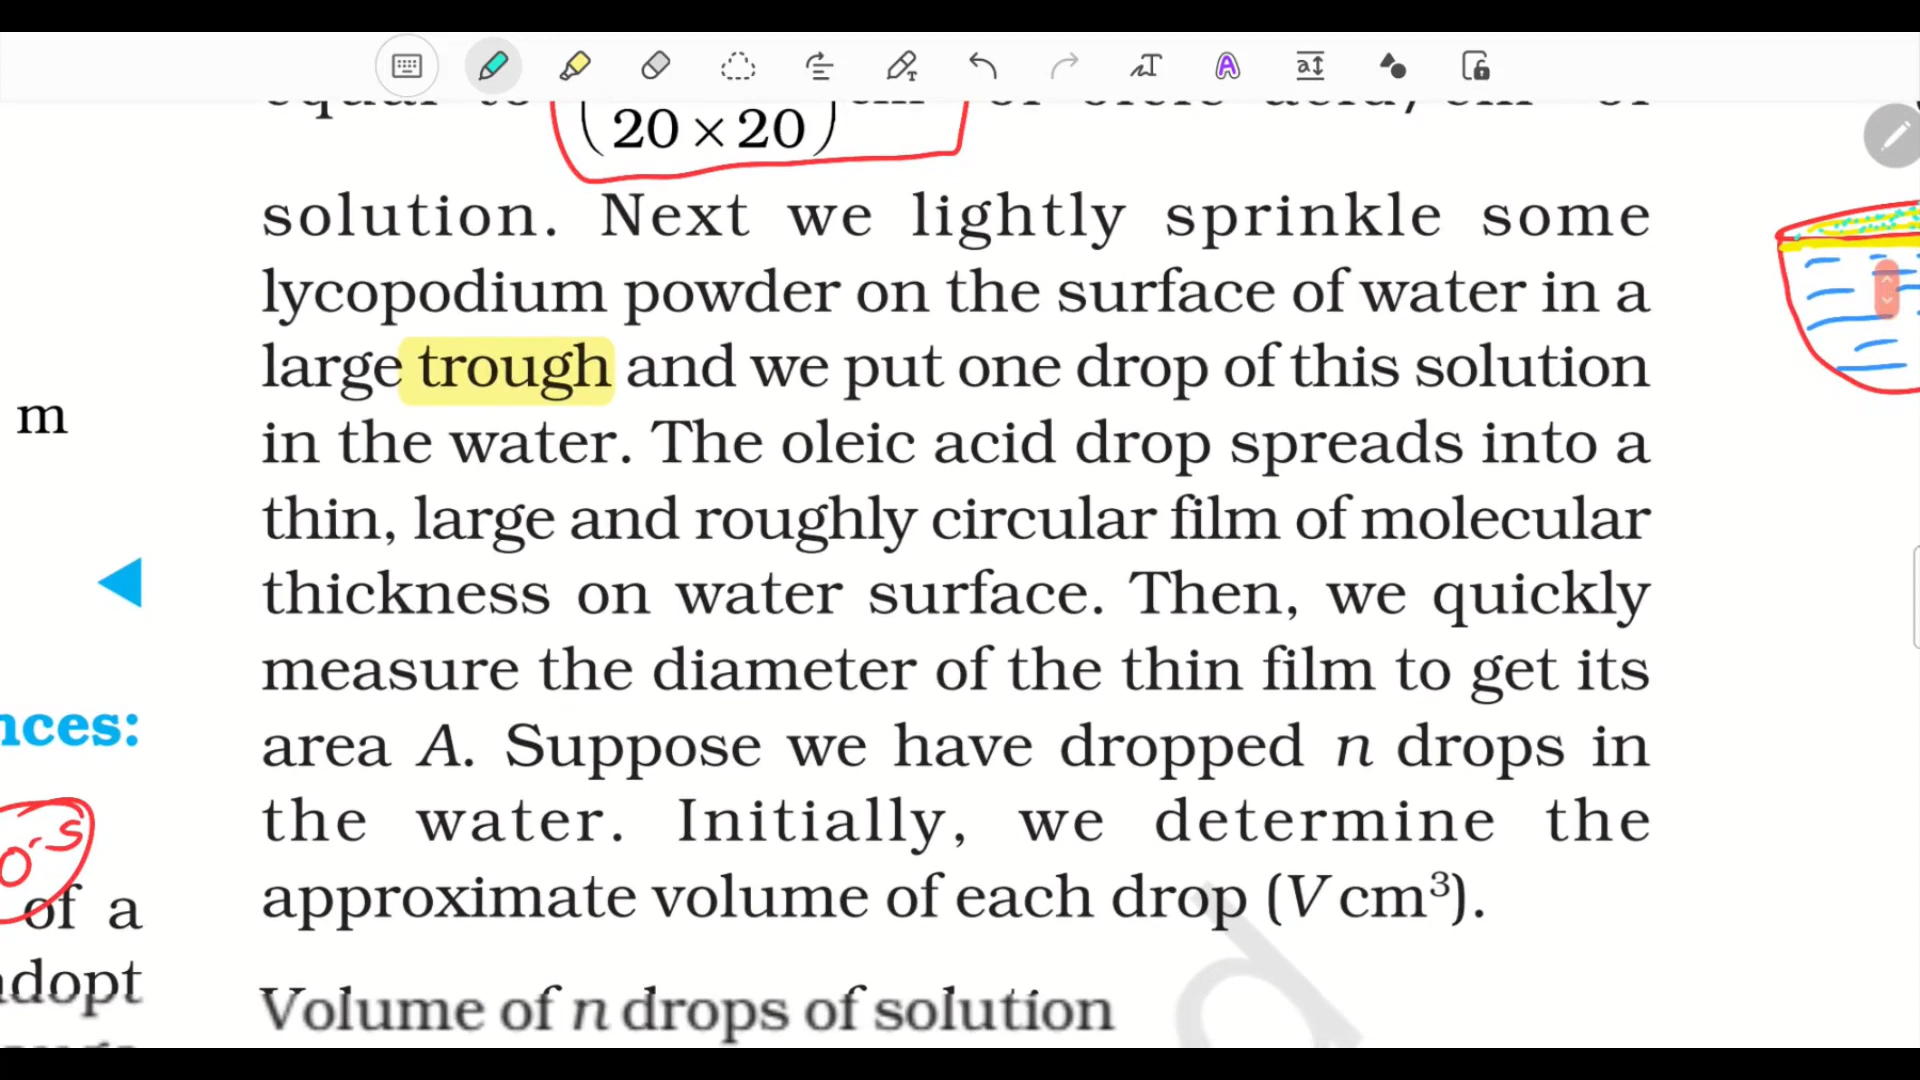 20 × 20
solution. Next we lightly sprinkle some
lycopodium powder on the surface of water in a
large trough and we put one drop of this solution
in the water. The oleic acid drop spreads into a
thin, large and roughly circular film of molecular
thickness on water surface. Then, we quickly
measure the diameter of the thin film to get its
area A. Suppose we have dropped n drops in
the water. Initially, we determine the
approximate volume of each drop (V cm³).
Volume of n drops of solution
m
nces:
of a
adopt
d